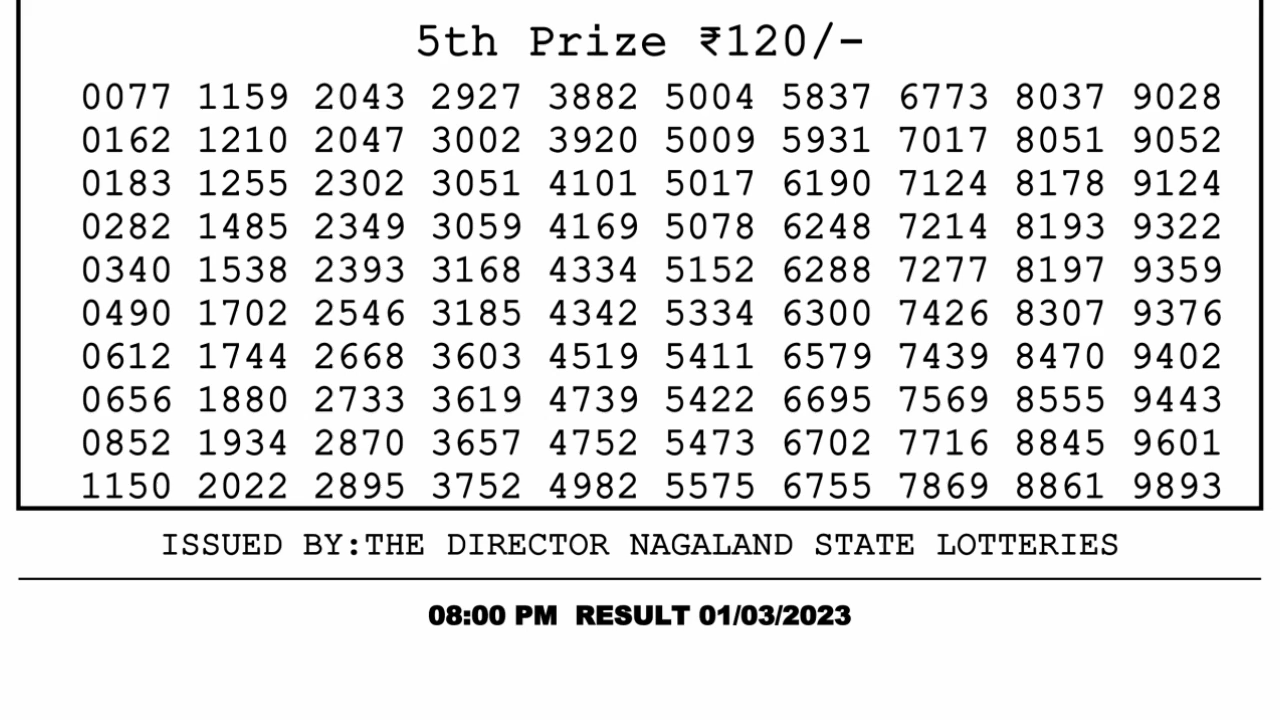 5th Prize ₹120/-
0077 1159 2043 2927 3882 5004 5837 6773 8037 9028
0162 1210 2047 3002 3920 5009 5931 7017 8051 9052
0183 1255 2302 3051 4101 5017 6190 7124 8178 9124
0282 1485 2349 3059 4169 5078 6248 7214 8193 9322
0340 1538 2393 3168 4334 5152 6288 7277 8197 9359
0490 1702 2546 3185 4342 5334 6300 7426 8307 9376
0612 1744 2668 3603 4519 5411 6579 7439 8470 9402
0656 1880 2733 3619 4739 5422 6695 7569 8555 9443
0852 1934 2870 3657 4752 5473 6702 7716 8845 9601
1150 2022 2895 3752 4982 5575 6755 7869 8861 9893
ISSUED BY:THE DIRECTOR NAGALAND STATE LOTTERIES
08:00 PM RESULT 01/03/2023